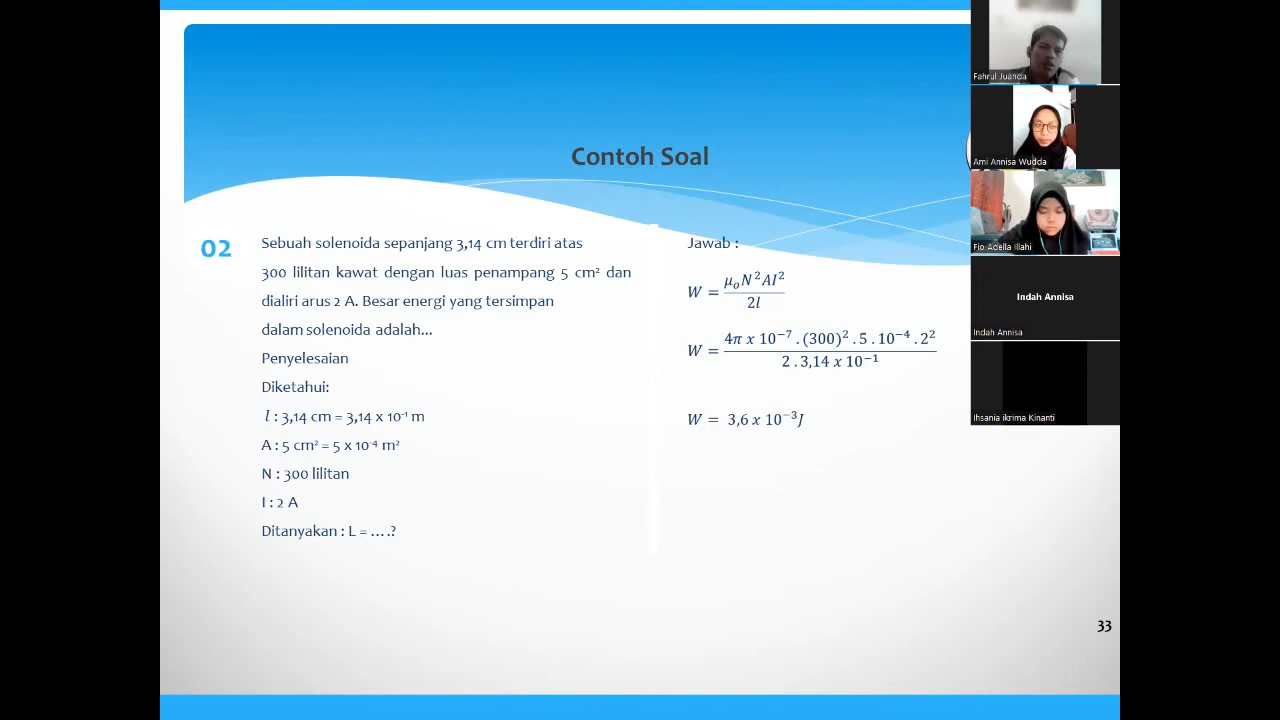 Contoh Soal
02
Sebuah solenoida sepanjang 3,14 cm terdiri atas
300 lilitan kawat dengan luas penampang 5 cm² dan
dialiri arus 2 A. Besar energi yang tersimpan
dalam solenoida adalah...
Penyelesaian
Diketahui:
l : 3,14 cm = 3,14 x 10⁻¹ m
A : 5 cm² = 5 x 10⁻⁴ m²
N : 300 lilitan
I : 2 A
Ditanyakan : L = ….?
Jawab :
W = μₒN²AI² / 2l
W = 4π x 10⁻⁷ . (300)² . 5 . 10⁻⁴ . 2² / 2 . 3,14 x 10⁻¹
W = 3,6 x 10⁻³J
33
Fahrul Juanda
Ami Annisa Wudda
Fio Adella Illahi
Indah Annisa
Indah Annisa
Ihsania ikrima Kinanti